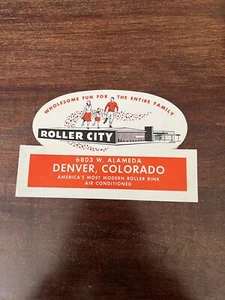 WHOLESOME FUN FOR THE ENTIRE FAMILY
ROLLER CITY
6803 W. ALAMEDA
DENVER, COLORADO
AMERICA'S MOST MODERN ROLLER RINK
AIR CONDITIONED